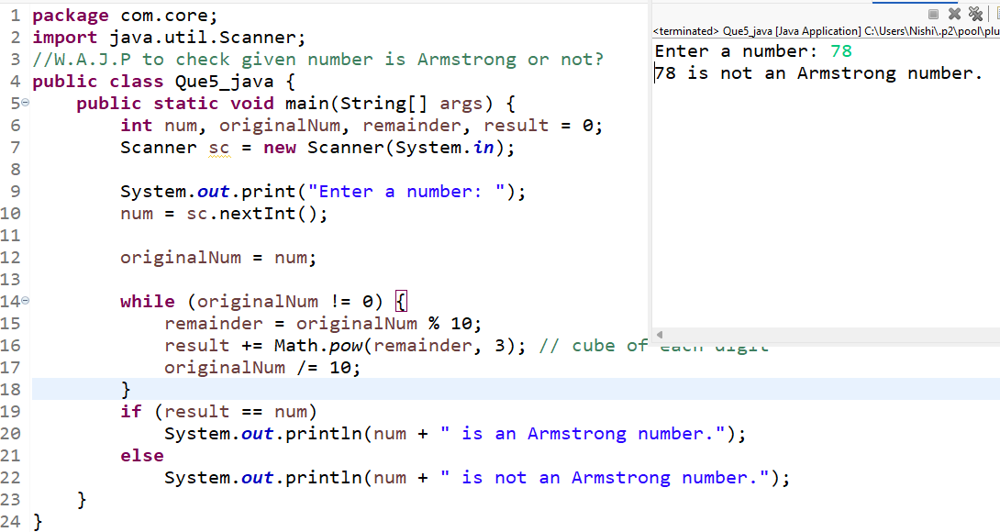 1 package com.core;
2 import java.util.Scanner;
3 //W.A.J.P to check given number is Armstrong or not?
4 public class Que5_java {
5 public static void main(String[] args) {
6 int num, originalNum, remainder, result = 0;
7 Scanner sc = new Scanner(System.in);
8
9 System.out.print("Enter a number: ");
10 num = sc.nextInt();
11
12 originalNum = num;
13
14 while (originalNum != 0) {
15 remainder = originalNum % 10;
16 result += Math.pow(remainder, 3); // cube of each digit
17 originalNum /= 10;
18 }
19 if (result == num)
20 System.out.println(num + " is an Armstrong number.");
21 else
22 System.out.println(num + " is not an Armstrong number.");
23 }
24 }
<terminated> Que5_java [Java Application] C:\Users\Nishi\.p2\pool\plu
Enter a number: 78
78 is not an Armstrong number.